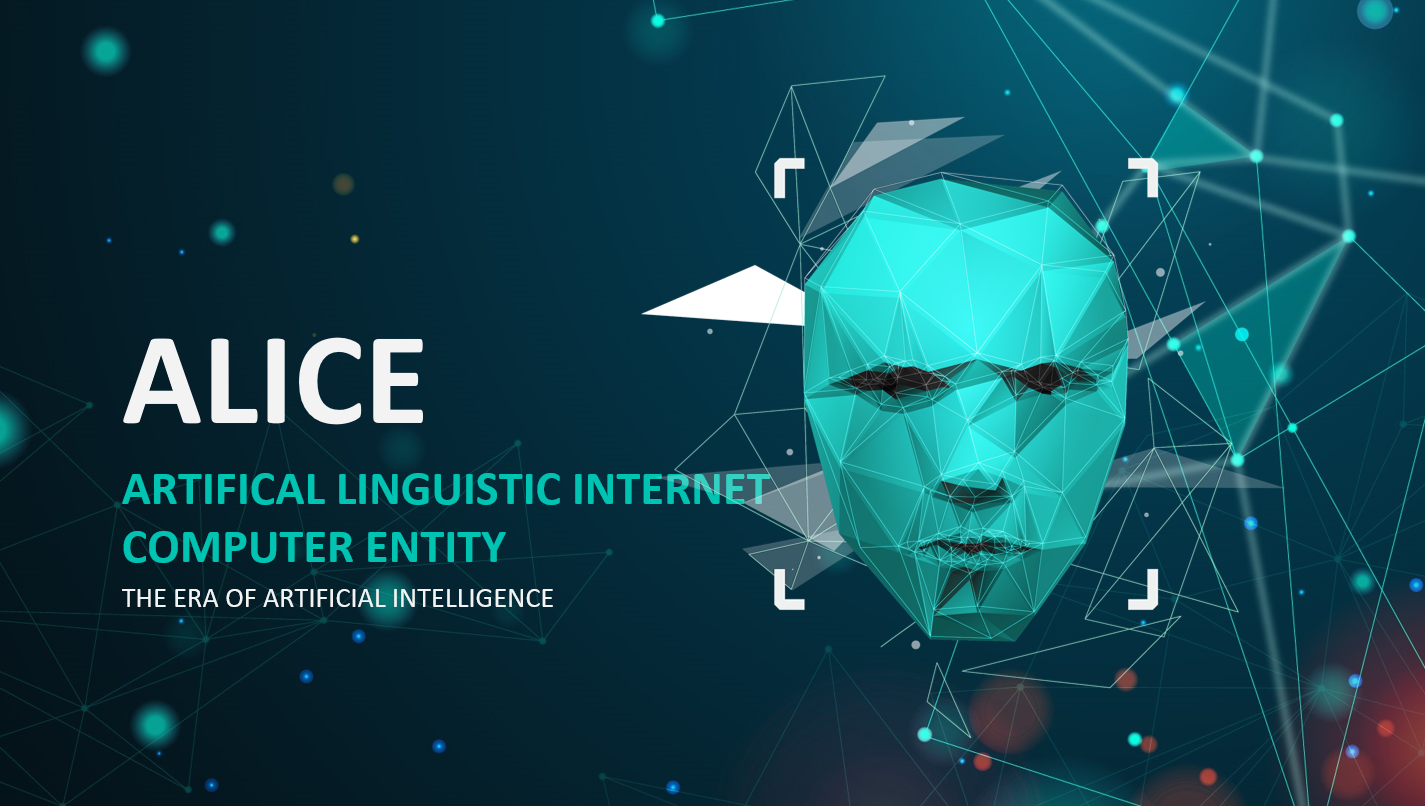 ALICE
ARTIFICAL LINGUISTIC INTERNET
COMPUTER ENTITY
THE ERA OF ARTIFICIAL INTELLIGENCE